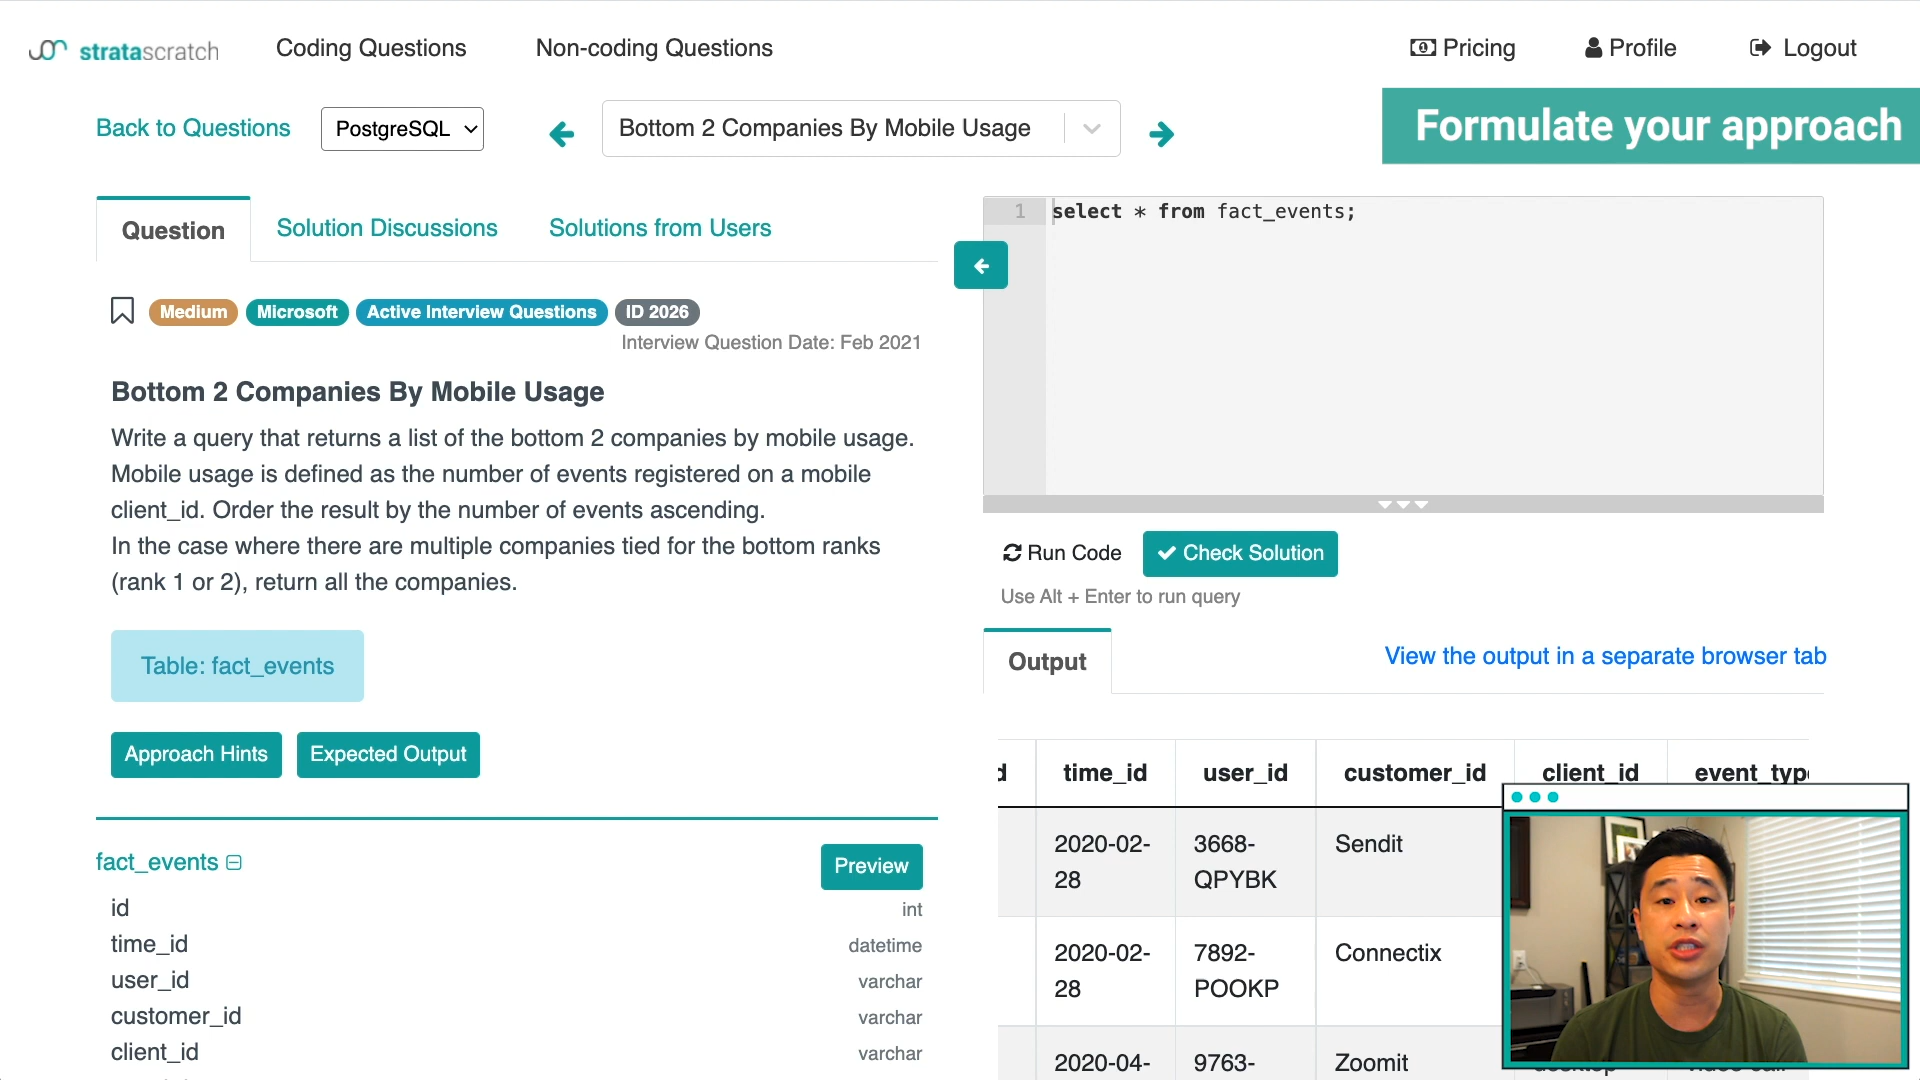 stratascratch
Coding Questions
Non-coding Questions
Pricing
Profile
Logout
Back to Questions
PostgreSQL
Bottom 2 Companies By Mobile Usage
Formulate your approach
Question
Solution Discussions
Solutions from Users
Medium
Microsoft
Active Interview Questions
ID 2026
Interview Question Date: Feb 2021
Bottom 2 Companies By Mobile Usage
Write a query that returns a list of the bottom 2 companies by mobile usage.
Mobile usage is defined as the number of events registered on a mobile
client_id. Order the result by the number of events ascending.
In the case where there are multiple companies tied for the bottom ranks
(rank 1 or 2), return all the companies.
Table: fact_events
Approach Hints
Expected Output
fact_events
Preview
id int
time_id datetime
user_id varchar
customer_id varchar
client_id varchar
1 select * from fact_events;
Run Code
Check Solution
Use Alt + Enter to run query
Output
View the output in a separate browser tab
d time_id user_id customer_id client_id event_type
2020-02- 3668- Sendit
28 QPYBK
2020-02- 7892- Connectix
28 POOKP
2020-04- 9763- Zoomit